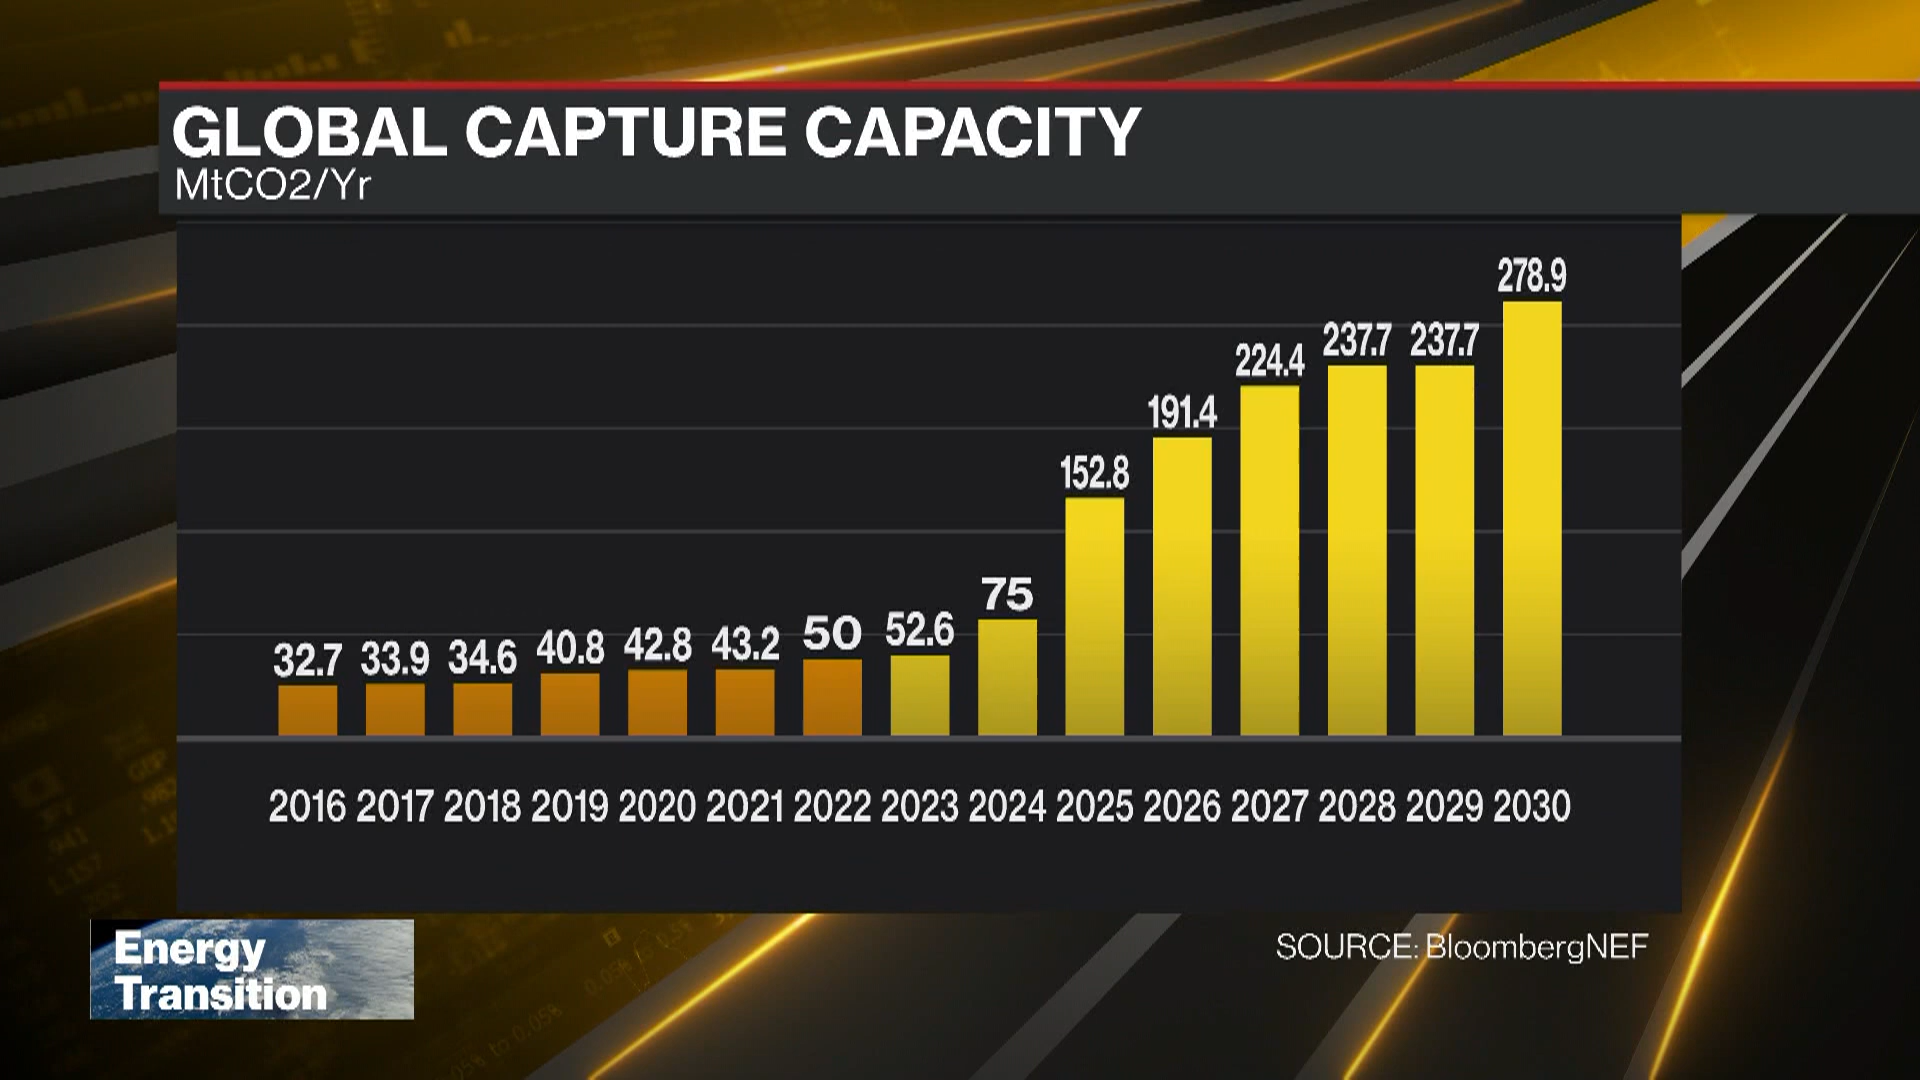 GLOBAL CAPTURE CAPACITY
MtCO2/Yr
32.7 33.9 34.6 40.8 42.8 43.2 50 52.6 75 152.8 191.4 224.4 237.7 237.7 278.9
2016 2017 2018 2019 2020 2021 2022 2023 2024 2025 2026 2027 2028 2029 2030
Energy
Transition
SOURCE: BloombergNEF